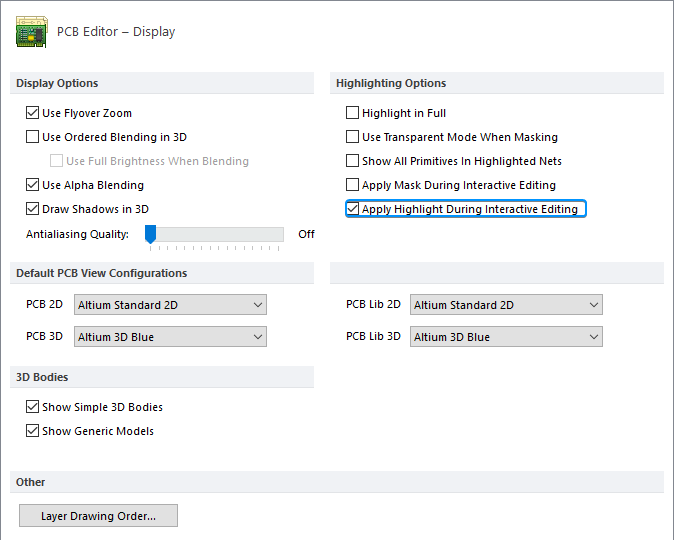 PCB Editor – Display
Display Options
Use Flyover Zoom
Use Ordered Blending in 3D
Use Full Brightness When Blending
Use Alpha Blending
Draw Shadows in 3D
Antialiasing Quality: Off
Highlighting Options
Highlight in Full
Use Transparent Mode When Masking
Show All Primitives In Highlighted Nets
Apply Mask During Interactive Editing
Apply Highlight During Interactive Editing
Default PCB View Configurations
PCB 2D Altium Standard 2D
PCB 3D Altium 3D Blue
PCB Lib 2D Altium Standard 2D
PCB Lib 3D Altium 3D Blue
3D Bodies
Show Simple 3D Bodies
Show Generic Models
Other
Layer Drawing Order...